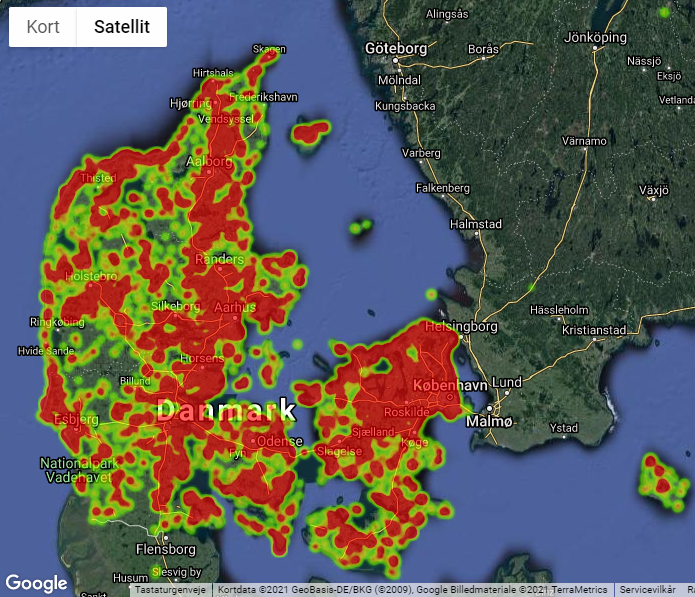 Kort Satellit
Alingsås
Skagen
Göteborg
Borås
Jönköping
Mölndal
Nässjö
Hirtshals
Eksjö
Hjørring
Frederikshavn
Kungsbacka
Vetlanda
Vendsyssel
Värnamo
Varberg
Aalborg
Thisted
Falkenberg
Växjö
Halmstad
Randers
Holstebro
Silkeborg
Aarhus
Hässleholm
Ringkøbing
Helsingborg
Kristianstad
Hvide Sande
Horsens
Billund
København
Lund
Danmark
Roskilde
Esbjerg
Malmø
Sjælland
Ystad
Odense
Køge
Fyn
Slagelse
Nationalpark
Vadehavet
Flensborg
Slesvig by
Husum
Google
Tastaturgenveje
Kortdata ©2021 GeoBasis-DE/BKG (©2009), Google Billedmateriale ©2021 TerraMetrics
Servicevilkår